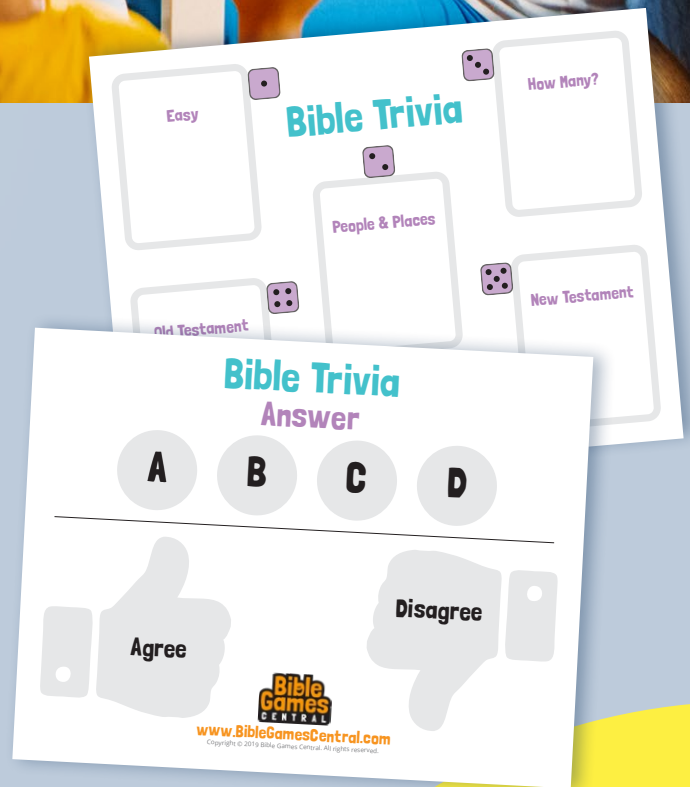 Easy
Bible Trivia
How Many?
People & Places
Old Testament
New Testament
Bible Trivia
Answer
A B C D
Agree
Disagree
Bible
Games
CENTRAL
www.BibleGamesCentral.com
Copyright © 2019 Bible Games Central. All rights reserved.